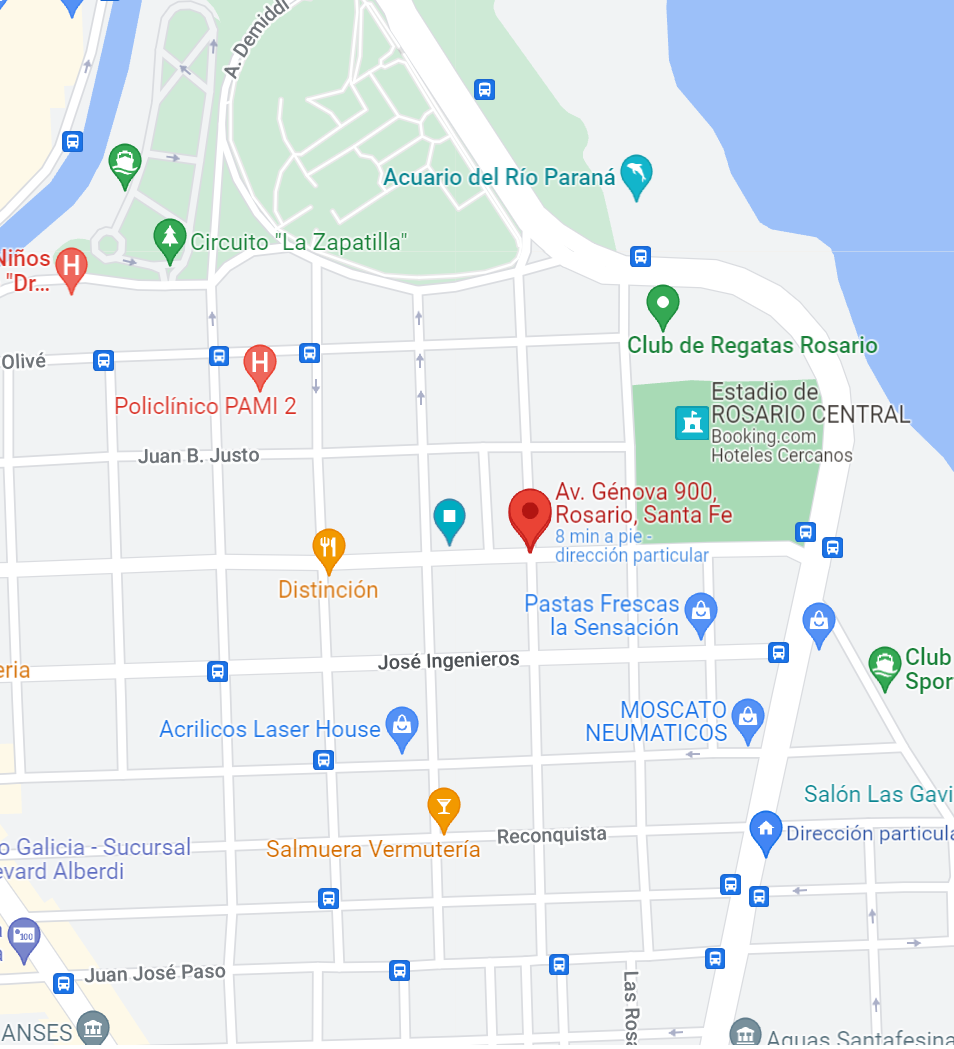 A. Demiddi
Acuario del Río Paraná
Circuito "La Zapatilla"
Niños
"Dr...
H
Club de Regatas Rosario
Olivé
H
Policlínico PAMI 2
Estadio de
ROSARIO CENTRAL
Booking.com
Hoteles Cercanos
Juan B. Justo
Av. Génova 900,
Rosario, Santa Fe
8 min a pie -
dirección particular
Distinción
Pastas Frescas
la Sensación
José Ingenieros
eria
Club
Spor
Acrilicos Laser House
MOSCATO
NEUMATICOS
Salón Las Gavi
Reconquista
Dirección particula
Salmuera Vermutería
o Galicia - Sucursal
evard Alberdi
100
a
a
Juan José Paso
Las Rosa
ANSES
Aguas Santafesina